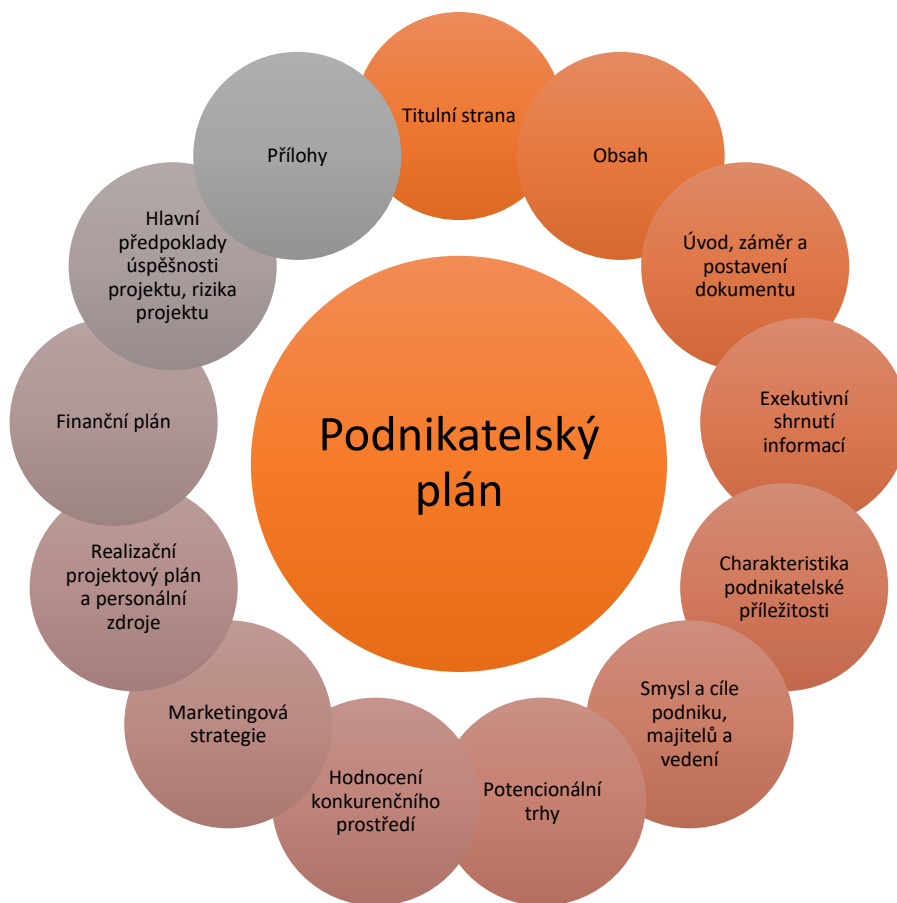 Titulní strana
Obsah
Úvod, záměr a
postavení
dokumentu
Exekutivní
shrnutí
informací
Charakteristika
podnikatelské
příležitosti
Smysl a cíle
podniku,
majitelů a
vedení
Potencionální
trhy
Hodnocení
konkurenčního
prostředí
Marketingová
strategie
Realizační
projektový plán
a personální
zdroje
Finanční plán
Hlavní
předpoklady
úspěšnosti
projektu, rizika
projektu
Přílohy
Podnikatelský
plán